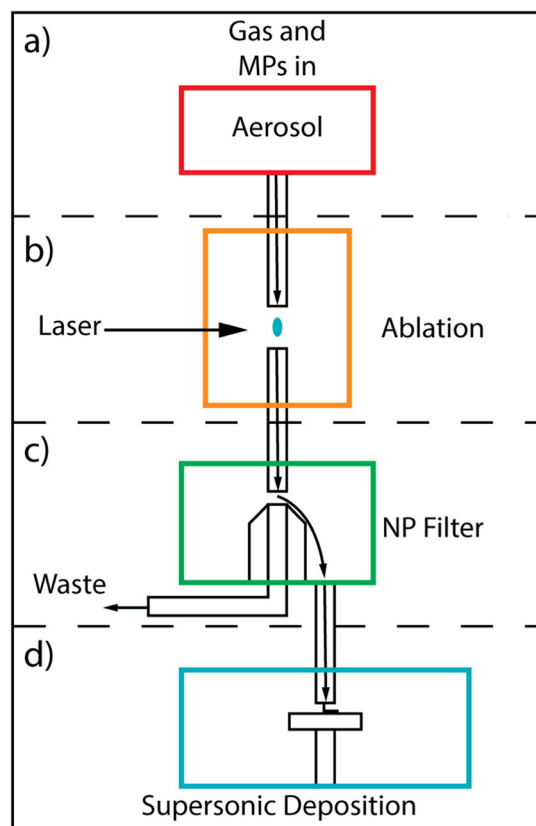 a)
Gas and
MPs in
Aerosol
b)
Laser
Ablation
c)
NP Filter
Waste
d)
Supersonic Deposition